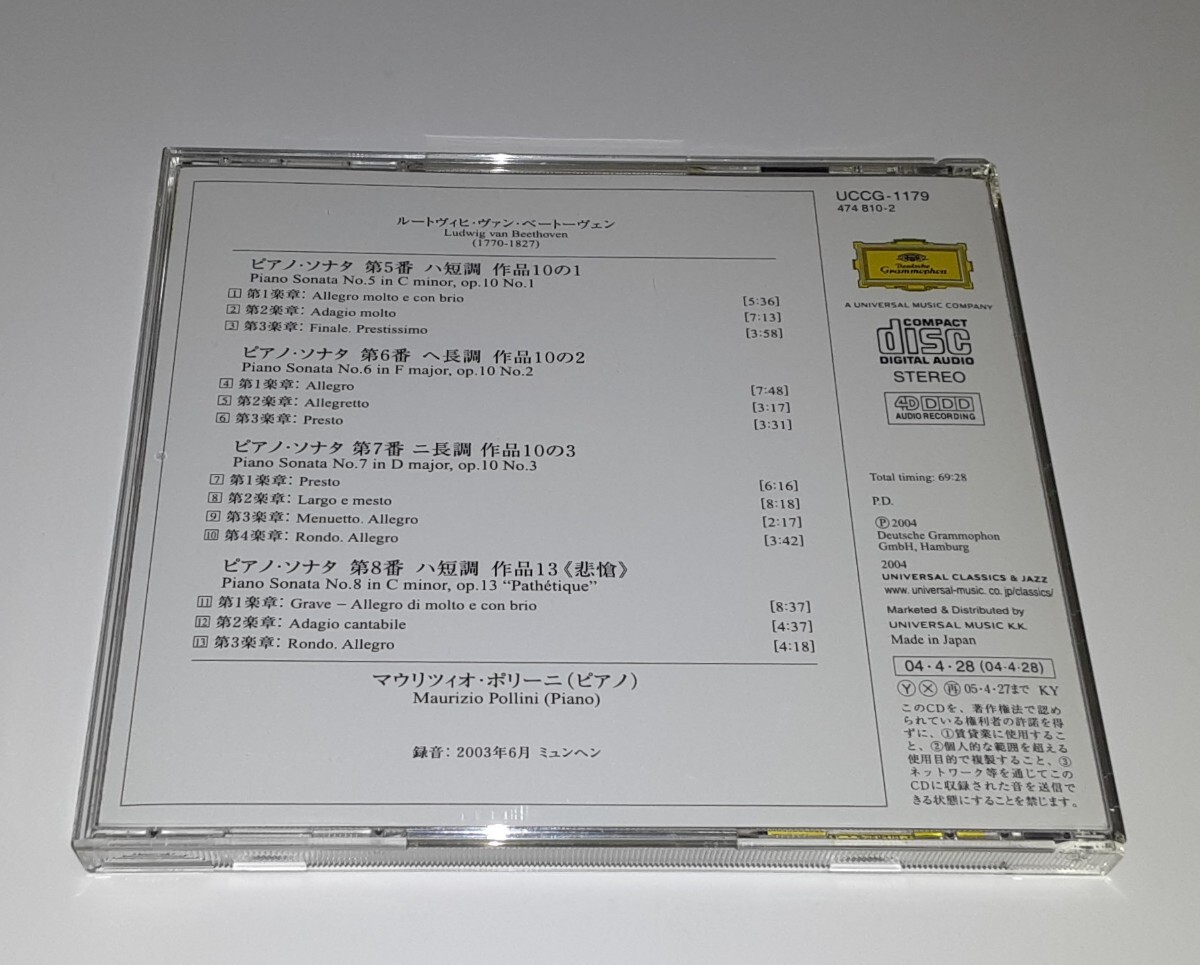 ルートヴィヒ・ヴァン・ベートーヴェン
Ludwig van Beethoven
(1770-1827)
ピアノ・ソナタ 第5番 ハ短調 作品10の1
Piano Sonata No.5 in C minor, op.10 No.1
1 第1楽章: Allegro molto e con brio [5:36]
2 第2楽章: Adagio molto [7:13]
3 第3楽章: Finale. Prestissimo [3:58]
ピアノ・ソナタ 第6番 ヘ長調 作品10の2
Piano Sonata No.6 in F major, op.10 No.2
4 第1楽章: Allegro [7:48]
5 第2楽章: Allegretto [3:17]
6 第3楽章: Presto [3:31]
ピアノ・ソナタ 第7番 ニ長調 作品10の3
Piano Sonata No.7 in D major, op.10 No.3
7 第1楽章: Presto [6:16]
8 第2楽章: Largo e mesto [8:18]
9 第3楽章: Menuetto. Allegro [2:17]
10 第4楽章: Rondo. Allegro [3:42]
ピアノ・ソナタ 第8番 ハ短調 作品13《悲愴》
Piano Sonata No.8 in C minor, op.13 “Pathétique”
11 第1楽章: Grave – Allegro di molto e con brio [8:37]
12 第2楽章: Adagio cantabile [4:37]
13 第3楽章: Rondo. Allegro [4:18]
マウリツィオ・ポリーニ(ピアノ)
Maurizio Pollini (Piano)
録音: 2003年6月 ミュンヘン
UCCG-1179
474 810-2
Deutsche
Grammophon
A UNIVERSAL MUSIC COMPANY
COMPACT
disc
DIGITAL AUDIO
STEREO
4D DDD
AUDIO RECORDING
Total timing: 69:28
P.D.
Ⓟ2004
Deutsche Grammophon
GmbH, Hamburg
2004
UNIVERSAL CLASSICS & JAZZ
www.universal-music.co.jp/classics/
Marketed & Distributed by
UNIVERSAL MUSIC K.K.
Made in Japan
04・4・28 (04・4・28)
Ⓨ Ⓧ 再 05・4・27まで KY
このCDを、著作権法で認め
られている権利者の許諾を得
ずに、①賃貸業に使用するこ
と、②個人的な範囲を超える
使用目的で複製すること、③
ネットワーク等を通じてこの
CDに収録された音を送信で
きる状態にすることを禁じます。